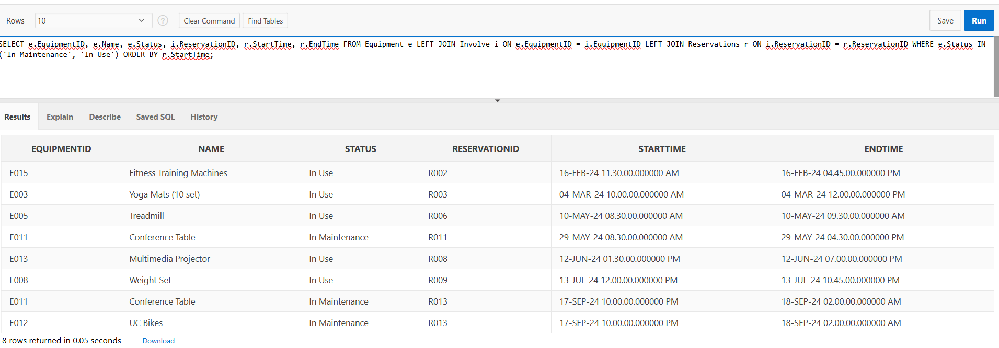 Rows 10 ? Clear Command Find Tables Save Run
SELECT e.EquipmentID, e.Name, e.Status, i.ReservationID, r.StartTime, r.EndTime FROM Equipment e LEFT JOIN Involve i ON e.EquipmentID = i.EquipmentID LEFT JOIN Reservations r ON i.ReservationID = r.ReservationID WHERE e.Status IN
('In Maintenance', 'In Use') ORDER BY r.StartTime;
Results Explain Describe Saved SQL History
EQUIPMENTID NAME STATUS RESERVATIONID STARTTIME ENDTIME
E015 Fitness Training Machines In Use R002 16-FEB-24 11.30.00.000000 AM 16-FEB-24 04.45.00.000000 PM
E003 Yoga Mats (10 set) In Use R003 04-MAR-24 10.00.00.000000 AM 04-MAR-24 12.00.00.000000 PM
E005 Treadmill In Use R006 10-MAY-24 08.30.00.000000 AM 10-MAY-24 09.30.00.000000 AM
E011 Conference Table In Maintenance R011 29-MAY-24 08.30.00.000000 AM 29-MAY-24 04.30.00.000000 PM
E013 Multimedia Projector In Use R008 12-JUN-24 01.30.00.000000 PM 12-JUN-24 07.00.00.000000 PM
E008 Weight Set In Use R009 13-JUL-24 12.00.00.000000 PM 13-JUL-24 10.45.00.000000 PM
E011 Conference Table In Maintenance R013 17-SEP-24 10.00.00.000000 PM 18-SEP-24 02.00.00.000000 AM
E012 UC Bikes In Maintenance R013 17-SEP-24 10.00.00.000000 PM 18-SEP-24 02.00.00.000000 AM
8 rows returned in 0.05 seconds Download